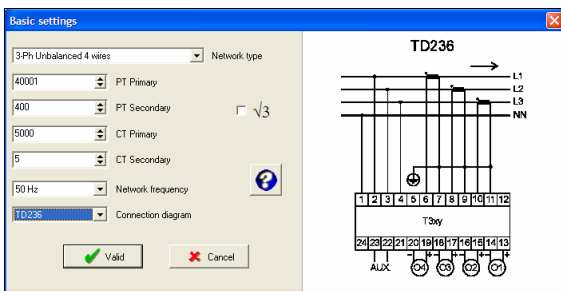 Basic settings
3-Ph Unbalanced 4 wires Network type
40001 PT Primary
400 PT Secondary
√3
5000 CT Primary
5 CT Secondary
50 Hz Network frequency
TD236 Connection diagram
Valid Cancel
TD236
L1
L2
L3
NN
1 2 3 4 5 6 7 8 9 10 11 12
T3xy
24 23 22 21 20 19 18 17 16 15 14 13
AUX. - + - + - + - +
O4 O3 O2 O1